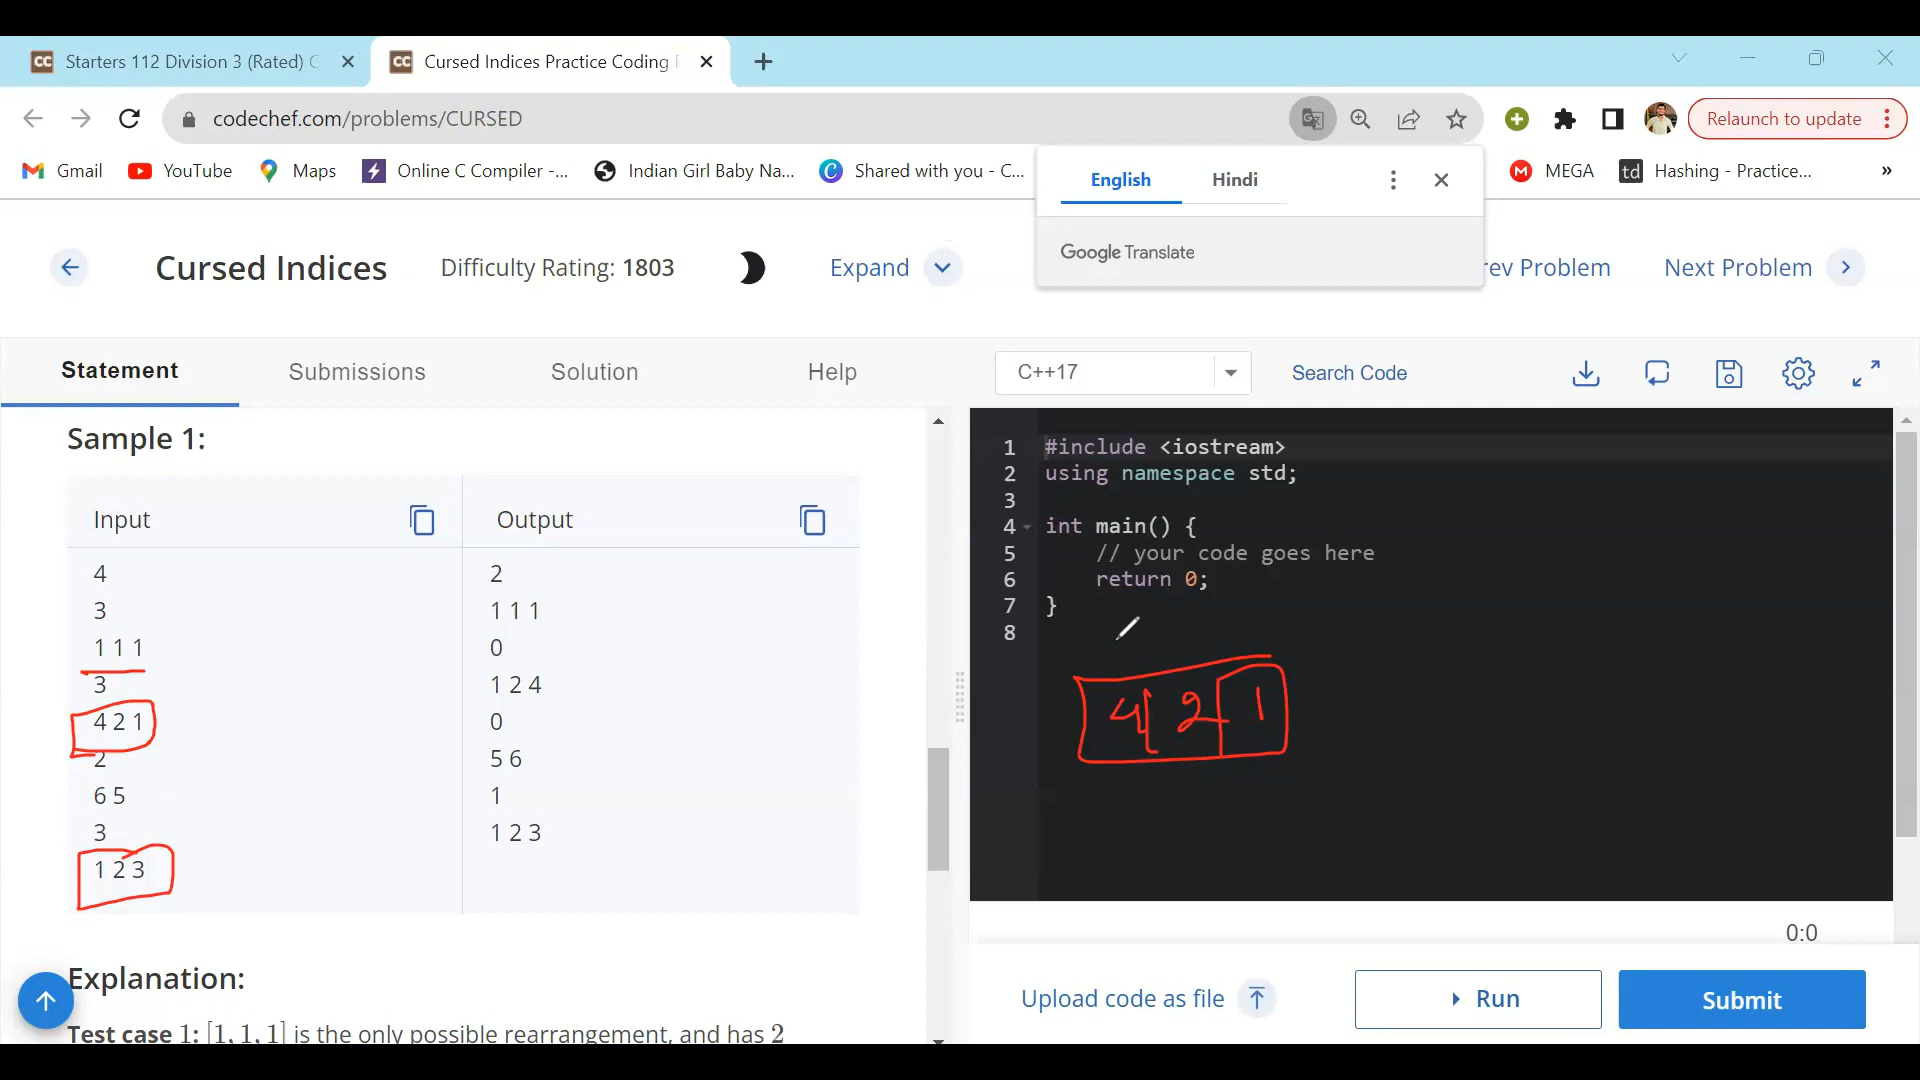 Starters 112 Division 3 (Rated) C
Cursed Indices Practice Coding P
codechef.com/problems/CURSED
Relaunch to update
Gmail
YouTube
Maps
Online C Compiler -...
Indian Girl Baby Na...
Shared with you - C...
MEGA
td
Hashing - Practice...
»
English
Hindi
Google Translate
Cursed Indices
Difficulty Rating: 1803
Expand
rev Problem
Next Problem
Statement
Submissions
Solution
Help
C++17
Search Code
Sample 1:
Input
Output
4
3
1 1 1
3
4 2 1
2
6 5
3
1 2 3
2
1 1 1
0
1 2 4
0
5 6
1
1 2 3
Explanation:
Test case 1: [1, 1, 1] is the only possible rearrangement, and has 2
1 #include <iostream>
2 using namespace std;
3
4 int main() {
5 // your code goes here
6 return 0;
7 }
8
4 2 1
0:0
Upload code as file
Run
Submit